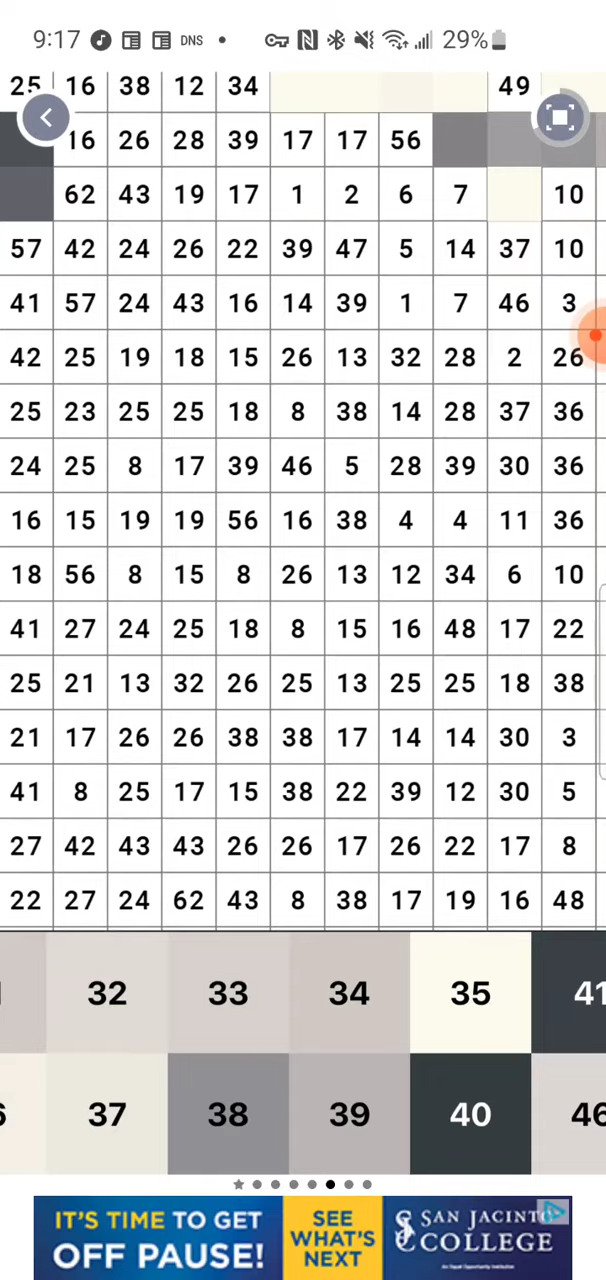 9:17 DNS 29%
25 16 38 12 34 49
16 26 28 39 17 17 56
62 43 19 17 1 2 6 7 10
57 42 24 26 22 39 47 5 14 37 10
41 57 24 43 16 14 39 1 7 46 3
42 25 19 18 15 26 13 32 28 2 26
25 23 25 25 18 8 38 14 28 37 36
24 25 8 17 39 46 5 28 39 30 36
16 15 19 19 56 16 38 4 4 11 36
18 56 8 15 8 26 13 12 34 6 10
41 27 24 25 18 8 15 16 48 17 22
25 21 13 32 26 25 13 25 25 18 38
21 17 26 26 38 38 17 14 14 30 3
41 8 25 17 15 38 22 39 12 30 5
27 42 43 43 26 26 17 26 22 17 8
22 27 24 62 43 8 38 17 19 16 48
32 33 34 35 41
37 38 39 40 46
IT'S TIME TO GET
OFF PAUSE!
SEE
WHAT'S
NEXT
SAN JACINTO
COLLEGE
An Equal Opportunity Institution